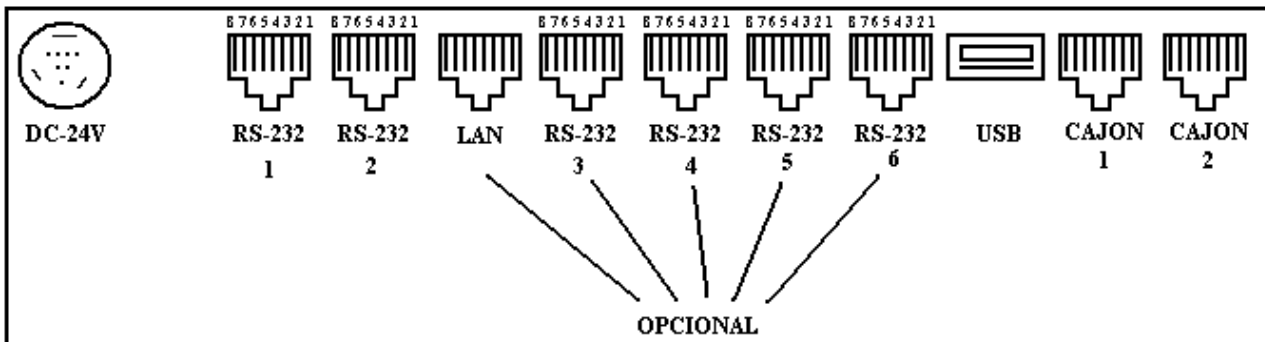 87654321 87654321 87654321 87654321 87654321 87654321
DC-24V RS-232 RS-232 LAN RS-232 RS-232 RS-232 RS-232 USB CAJON CAJON
1 2 3 4 5 6 1 2
OPCIONAL